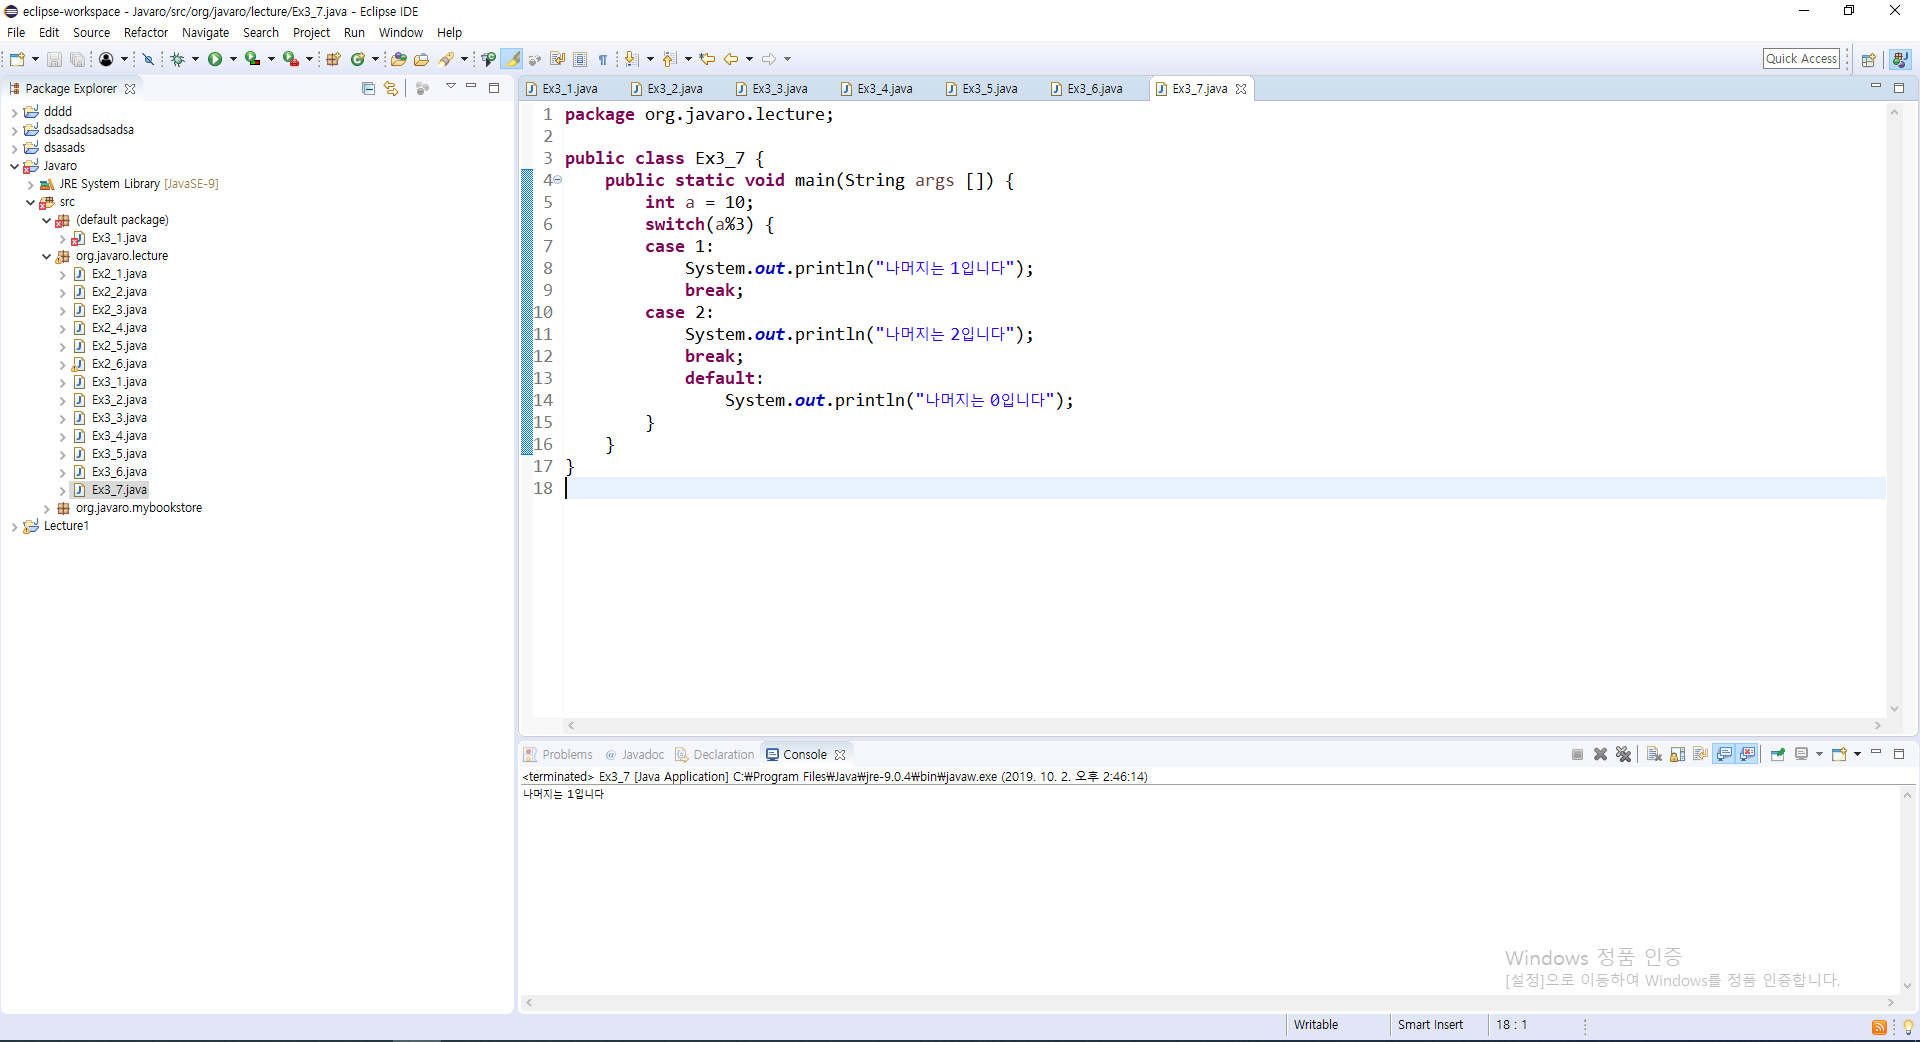 eclipse-workspace - Javaro/src/org/javaro/lecture/Ex3_7.java - Eclipse IDE
File Edit Source Refactor Navigate Search Project Run Window Help
Quick Access
Package Explorer
dddd
dsadsadsadsadsa
dsasads
Javaro
JRE System Library [JavaSE-9]
src
(default package)
Ex3_1.java
org.javaro.lecture
Ex2_1.java
Ex2_2.java
Ex2_3.java
Ex2_4.java
Ex2_5.java
Ex2_6.java
Ex3_1.java
Ex3_2.java
Ex3_3.java
Ex3_4.java
Ex3_5.java
Ex3_6.java
Ex3_7.java
org.javaro.mybookstore
Lecture1
Ex3_1.java Ex3_2.java Ex3_3.java Ex3_4.java Ex3_5.java Ex3_6.java Ex3_7.java
1 package org.javaro.lecture;
2
3 public class Ex3_7 {
4 public static void main(String args []) {
5 int a = 10;
6 switch(a%3) {
7 case 1:
8 System.out.println("나머지는 1입니다");
9 break;
10 case 2:
11 System.out.println("나머지는 2입니다");
12 break;
13 default:
14 System.out.println("나머지는 0입니다");
15 }
16 }
17 }
18
Problems @ Javadoc Declaration Console
<terminated> Ex3_7 [Java Application] C:₩Program Files₩Java₩jre-9.0.4₩bin₩javaw.exe (2019. 10. 2. 오후 2:46:14)
나머지는 1입니다
Windows 정품 인증
[설정]으로 이동하여 Windows를 정품 인증합니다.
Writable Smart Insert 18 : 1